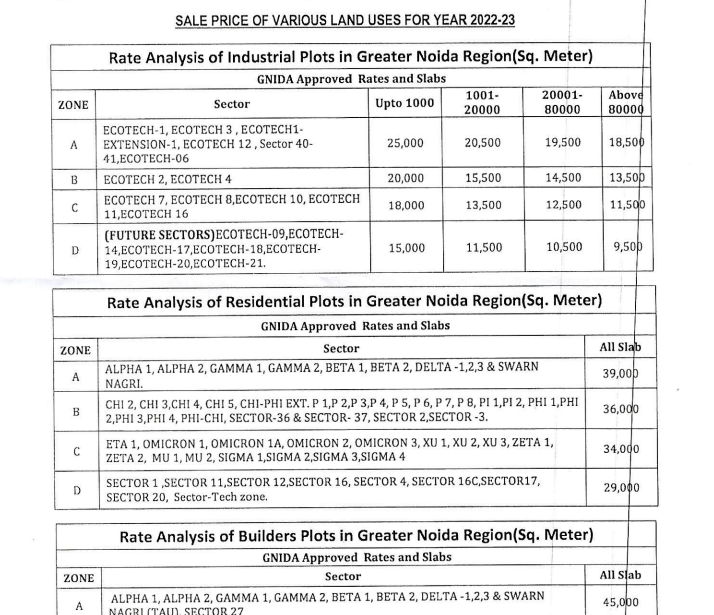 SALE PRICE OF VARIOUS LAND USES FOR YEAR 2022-23
Rate Analysis of Industrial Plots in Greater Noida Region(Sq. Meter)
GNIDA Approved Rates and Slabs
ZONE Sector Upto 1000 1001-20000 20001-80000 Above 80000
A ECOTECH-1, ECOTECH 3 , ECOTECH1-
EXTENSION-1, ECOTECH 12 , Sector 40- 25,000 20,500 19,500 18,500
41,ECOTECH-06
B ECOTECH 2, ECOTECH 4 20,000 15,500 14,500 13,500
C ECOTECH 7, ECOTECH 8,ECOTECH 10, ECOTECH 18,000 13,500 12,500 11,500
11,ECOTECH 16
(FUTURE SECTORS)ECOTECH-09,ECOTECH-
D 14,ECOTECH-17,ECOTECH-18,ECOTECH- 15,000 11,500 10,500 9,500
19,ECOTECH-20,ECOTECH-21.
Rate Analysis of Residential Plots in Greater Noida Region(Sq. Meter)
GNIDA Approved Rates and Slabs
ZONE Sector All Slab
A ALPHA 1, ALPHA 2, GAMMA 1, GAMMA 2, BETA 1, BETA 2, DELTA -1,2,3 & SWARN 39,000
NAGRI.
B CHI 2, CHI 3,CHI 4, CHI 5, CHI-PHI EXT. P 1,P 2,P 3,P 4, P 5, P 6, P 7, P 8, PI 1,PI 2, PHI 1,PHI 36,000
2,PHI 3,PHI 4, PHI-CHI, SECTOR-36 & SECTOR- 37, SECTOR 2,SECTOR -3.
C ETA 1, OMICRON 1, OMICRON 1A, OMICRON 2, OMICRON 3, XU 1, XU 2, XU 3, ZETA 1, 34,000
ZETA 2, MU 1, MU 2, SIGMA 1,SIGMA 2,SIGMA 3,SIGMA 4
D SECTOR 1 ,SECTOR 11,SECTOR 12,SECTOR 16, SECTOR 4, SECTOR 16C,SECTOR17, 29,000
SECTOR 20, Sector-Tech zone.
Rate Analysis of Builders Plots in Greater Noida Region(Sq. Meter)
GNIDA Approved Rates and Slabs
ZONE Sector All Slab
A ALPHA 1, ALPHA 2, GAMMA 1, GAMMA 2, BETA 1, BETA 2, DELTA -1,2,3 & SWARN 45,000
NAGRI (TAU), SECTOR 27